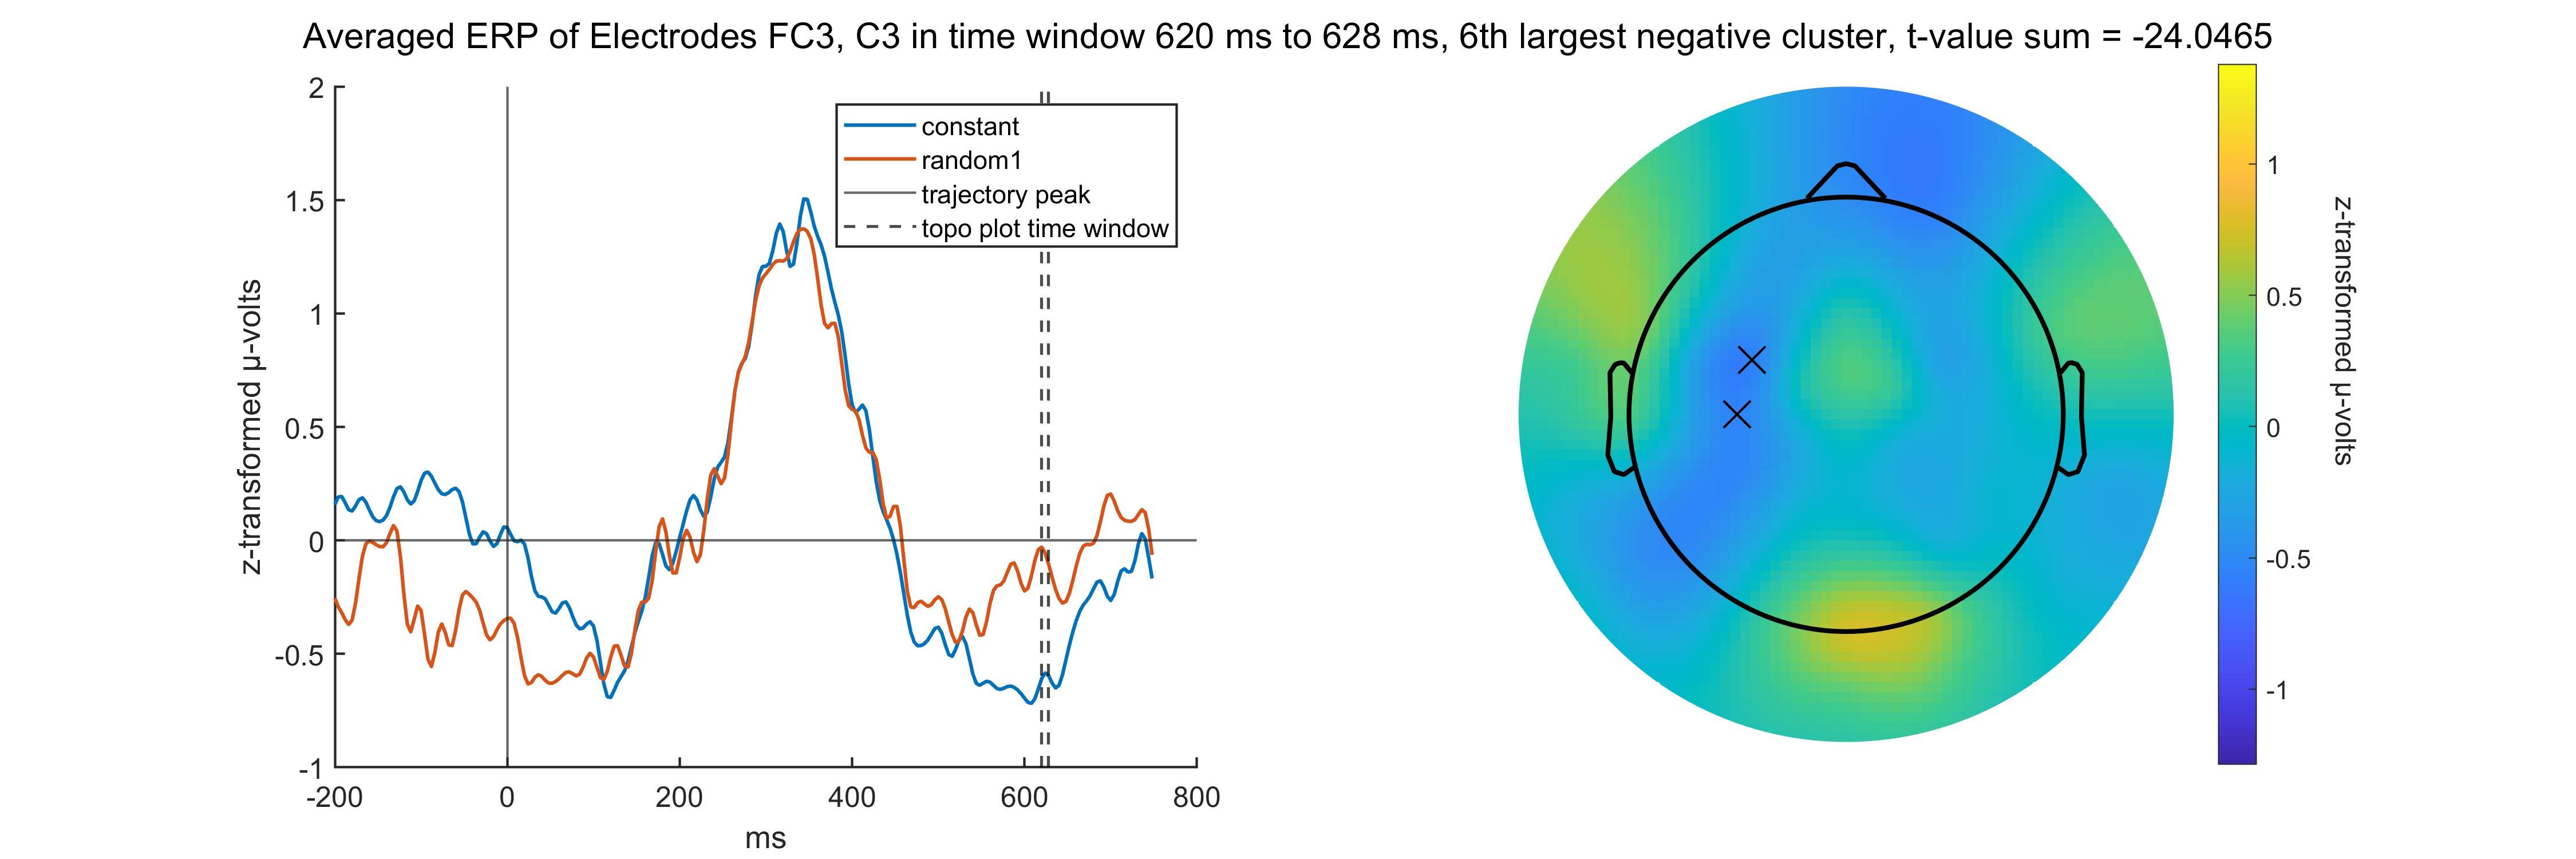 Averaged ERP of Electrodes FC3, C3 in time window 620 ms to 628 ms, 6th largest negative cluster, t-value sum = -24.0465
2
1.5
1
0.5
0
-0.5
-1
z-transformed μ-volts
-200
0
200
400
600
800
ms
constant
random1
trajectory peak
topo plot time window
1
0.5
0
-0.5
-1
z-transformed μ-volts